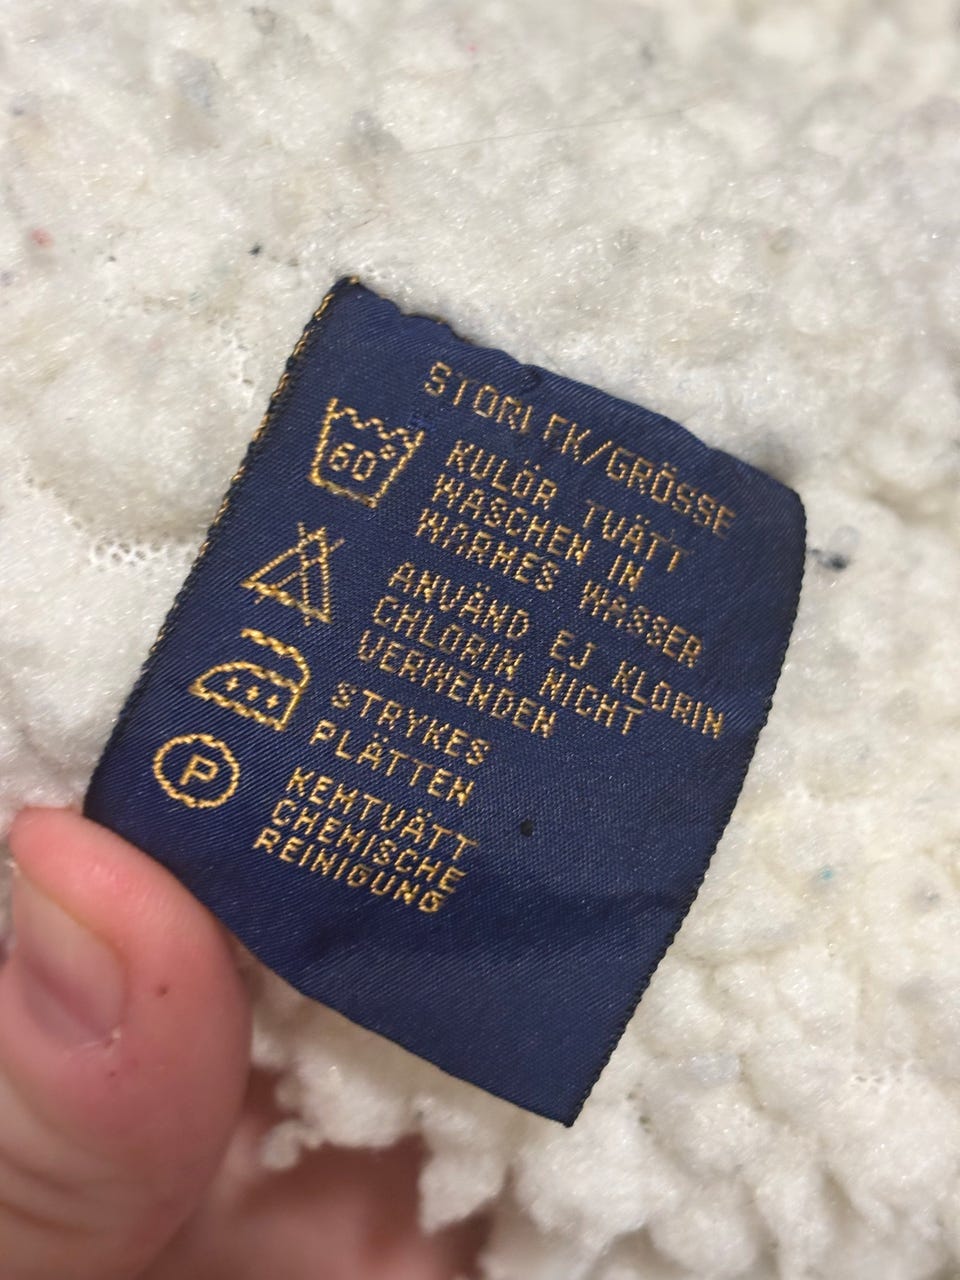 STORLEK/GRÖSSE
60°
KULÖR TVÄTT
WASCHEN IN
WARMES WASSER
ANVÄND EJ KLORIN
CHLORIN NICHT
VERWENDEN
STRYKES
PLÄTTEN
P
KEMTVÄTT
CHEMISCHE
REINIGUNG